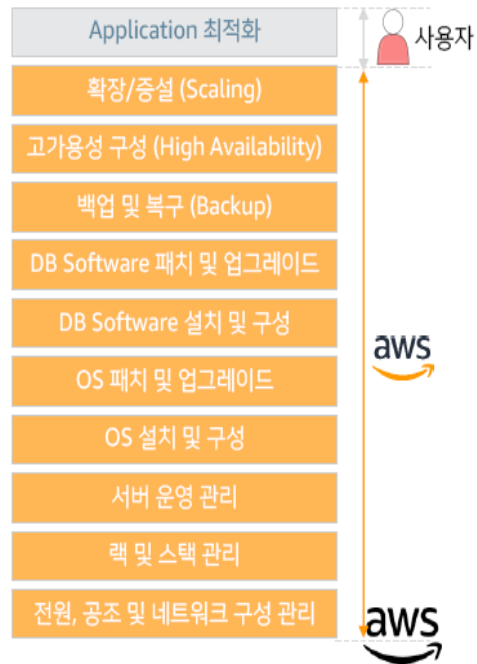 Application 최적화
사용자
확장/증설 (Scaling)
고가용성 구성 (High Availability)
백업 및 복구 (Backup)
DB Software 패치 및 업그레이드
DB Software 설치 및 구성
aws
OS 패치 및 업그레이드
OS 설치 및 구성
서버 운영 관리
랙 및 스택 관리
전원, 공조 및 네트워크 구성 관리
aws